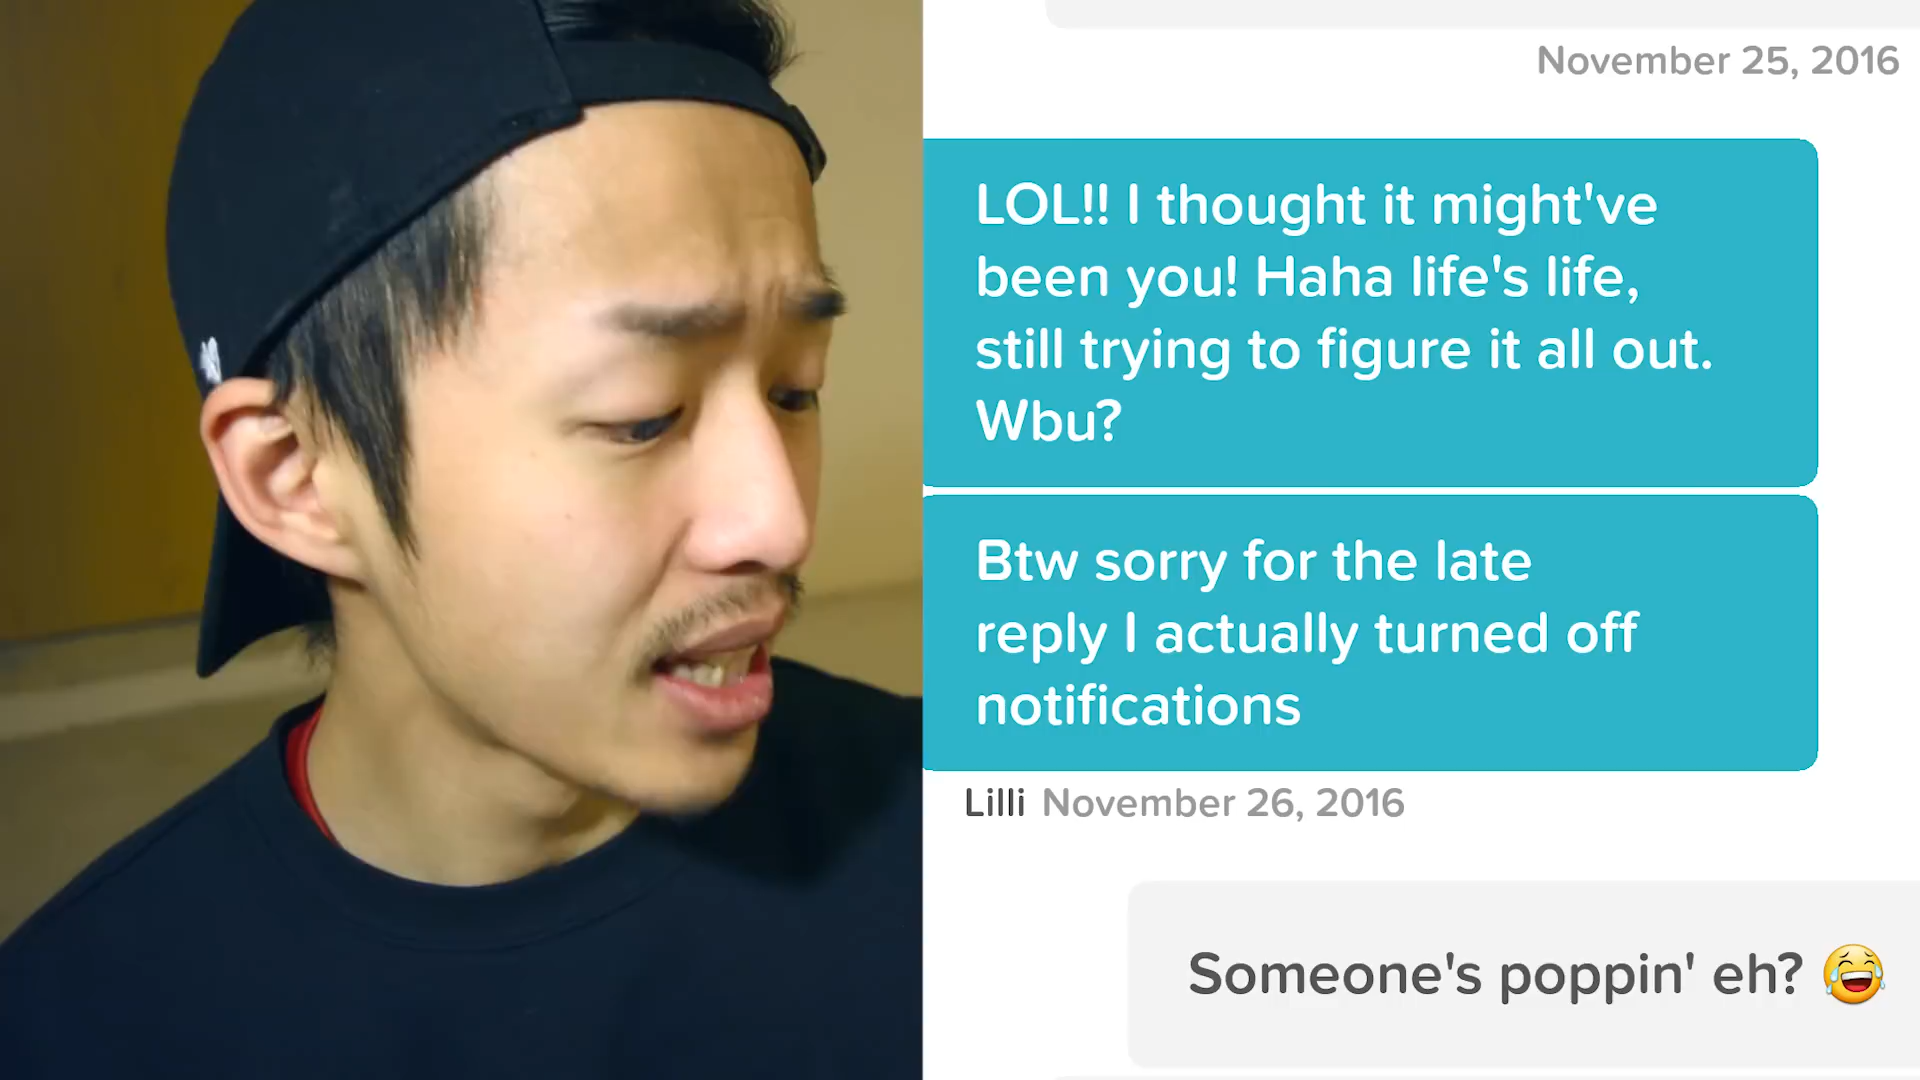 November 25, 2016
LOL!! I thought it might've
been you! Haha life's life,
still trying to figure it all out.
Wbu?
Btw sorry for the late
reply I actually turned off
notifications
Lilli November 26, 2016
Someone's poppin' eh? 😂